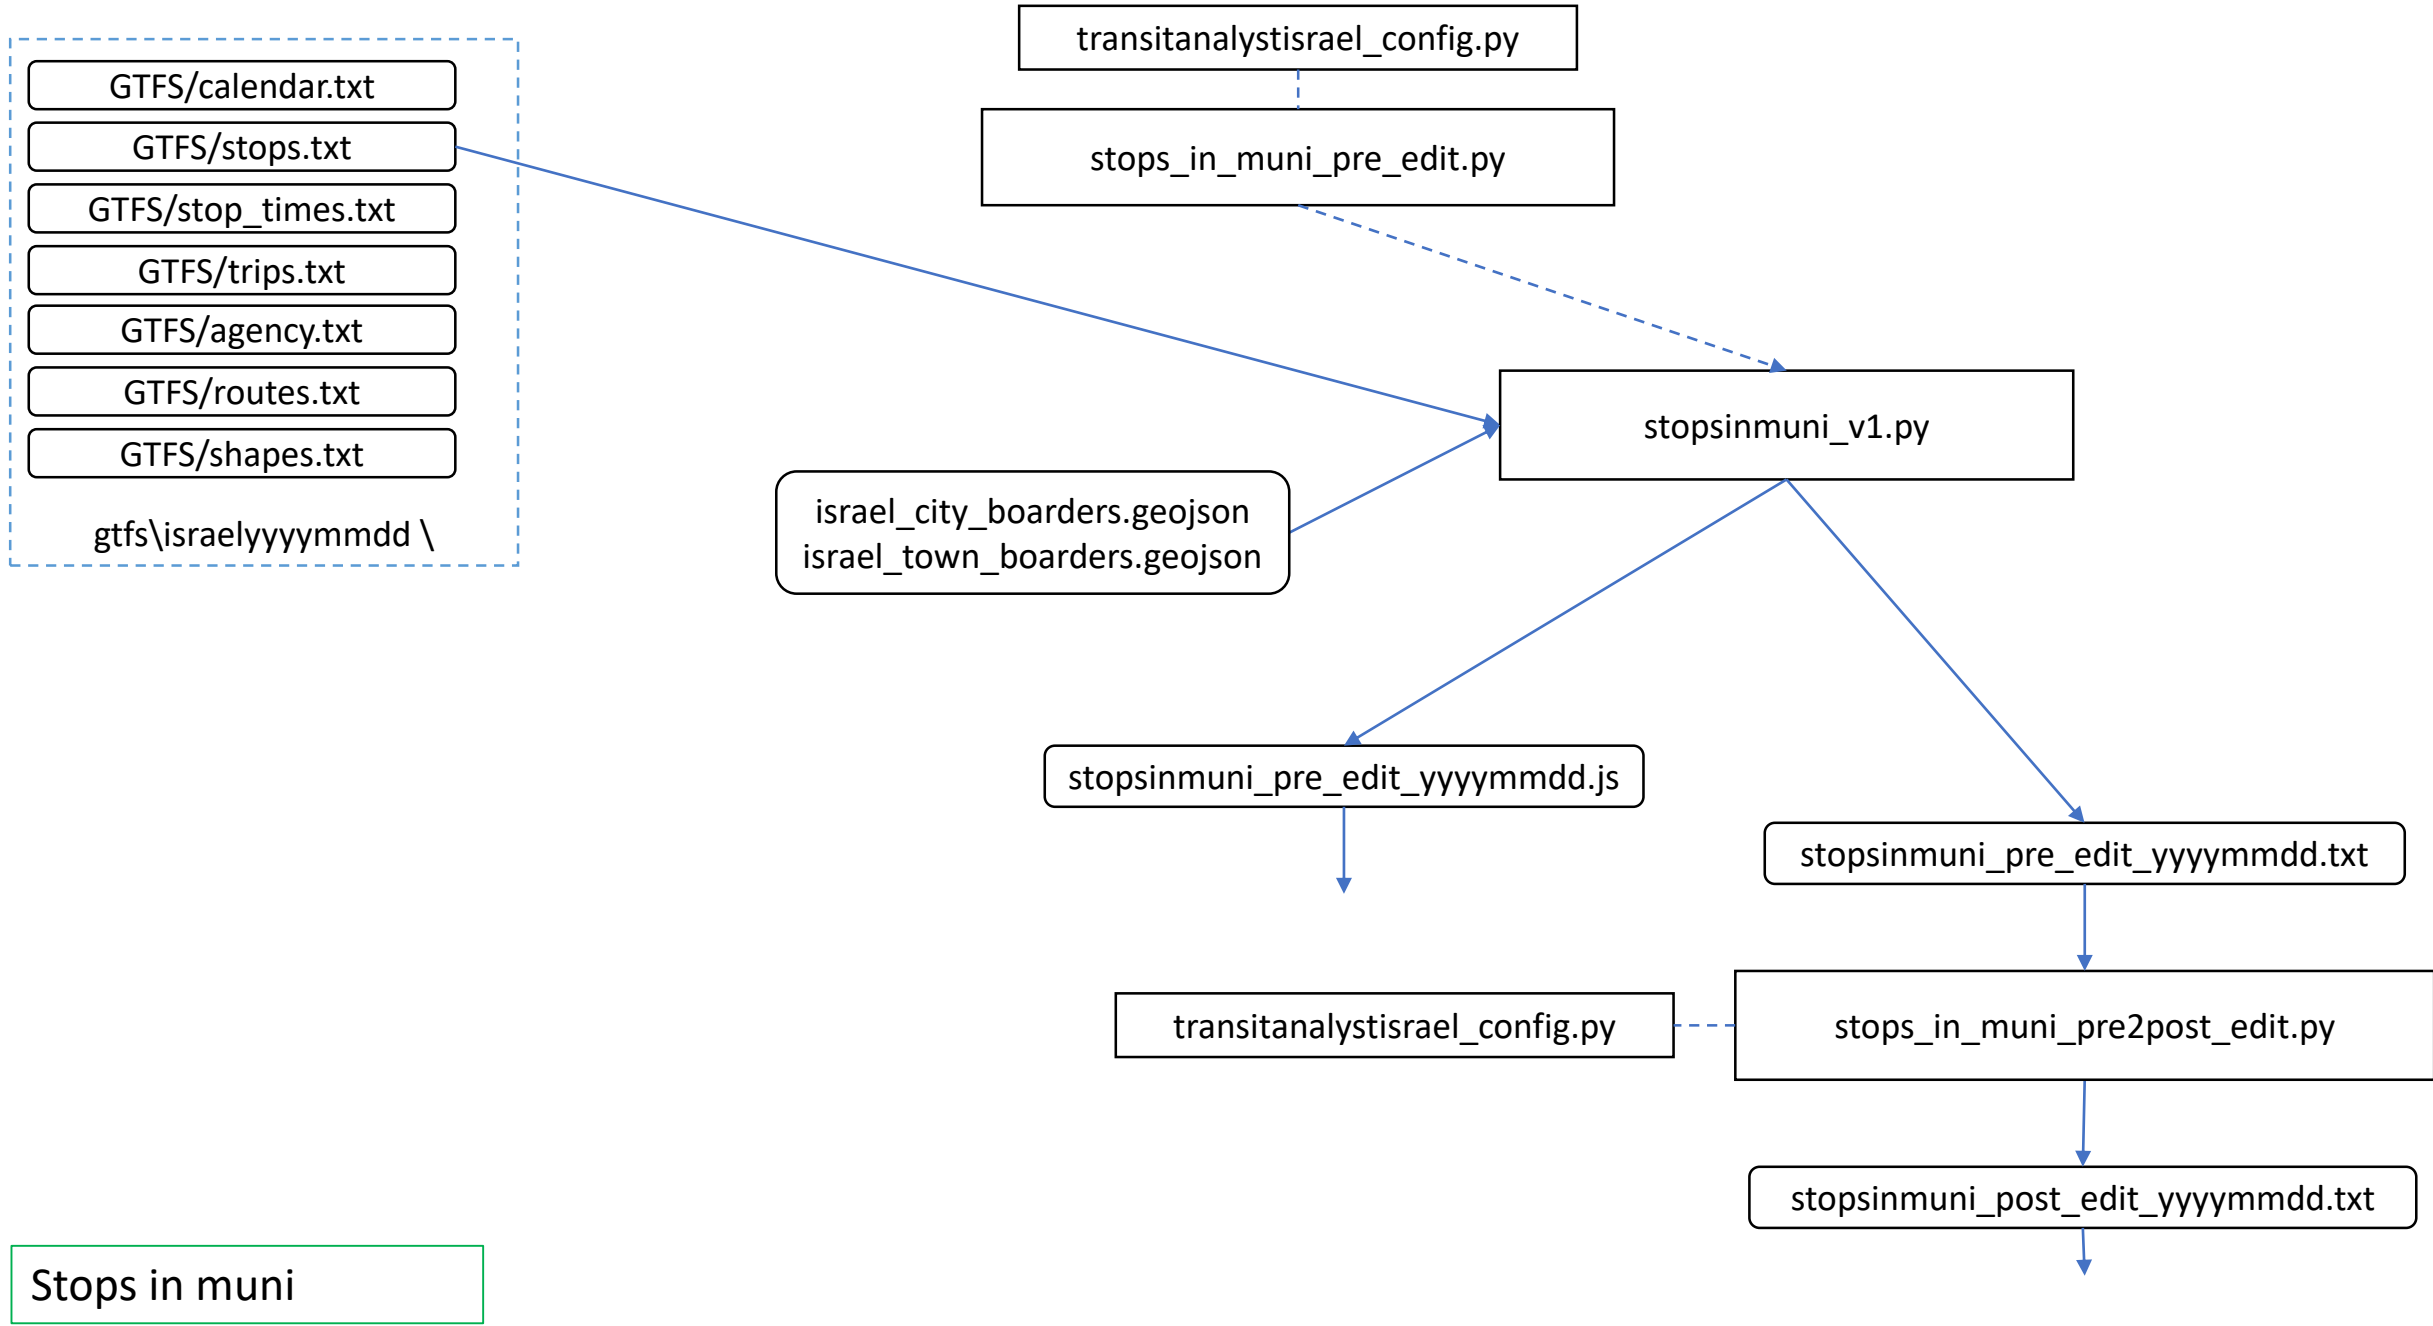 transitanalystisrael_config.py
GTFS/calendar.txt
GTFS/stops.txt
stops_in_muni_pre_edit.py
GTFS/stop_times.txt
GTFS/trips.txt
GTFS/agency.txt
GTFS/routes.txt
GTFS/shapes.txt
gtfs\israelyyyymmdd \
stopsinmuni_v1.py
israel_city_boarders.geojson
israel_town_boarders.geojson
stopsinmuni_pre_edit_yyyymmdd.js
stopsinmuni_pre_edit_yyyymmdd.txt
transitanalystisrael_config.py
stops_in_muni_pre2post_edit.py
stopsinmuni_post_edit_yyyymmdd.txt
Stops in muni